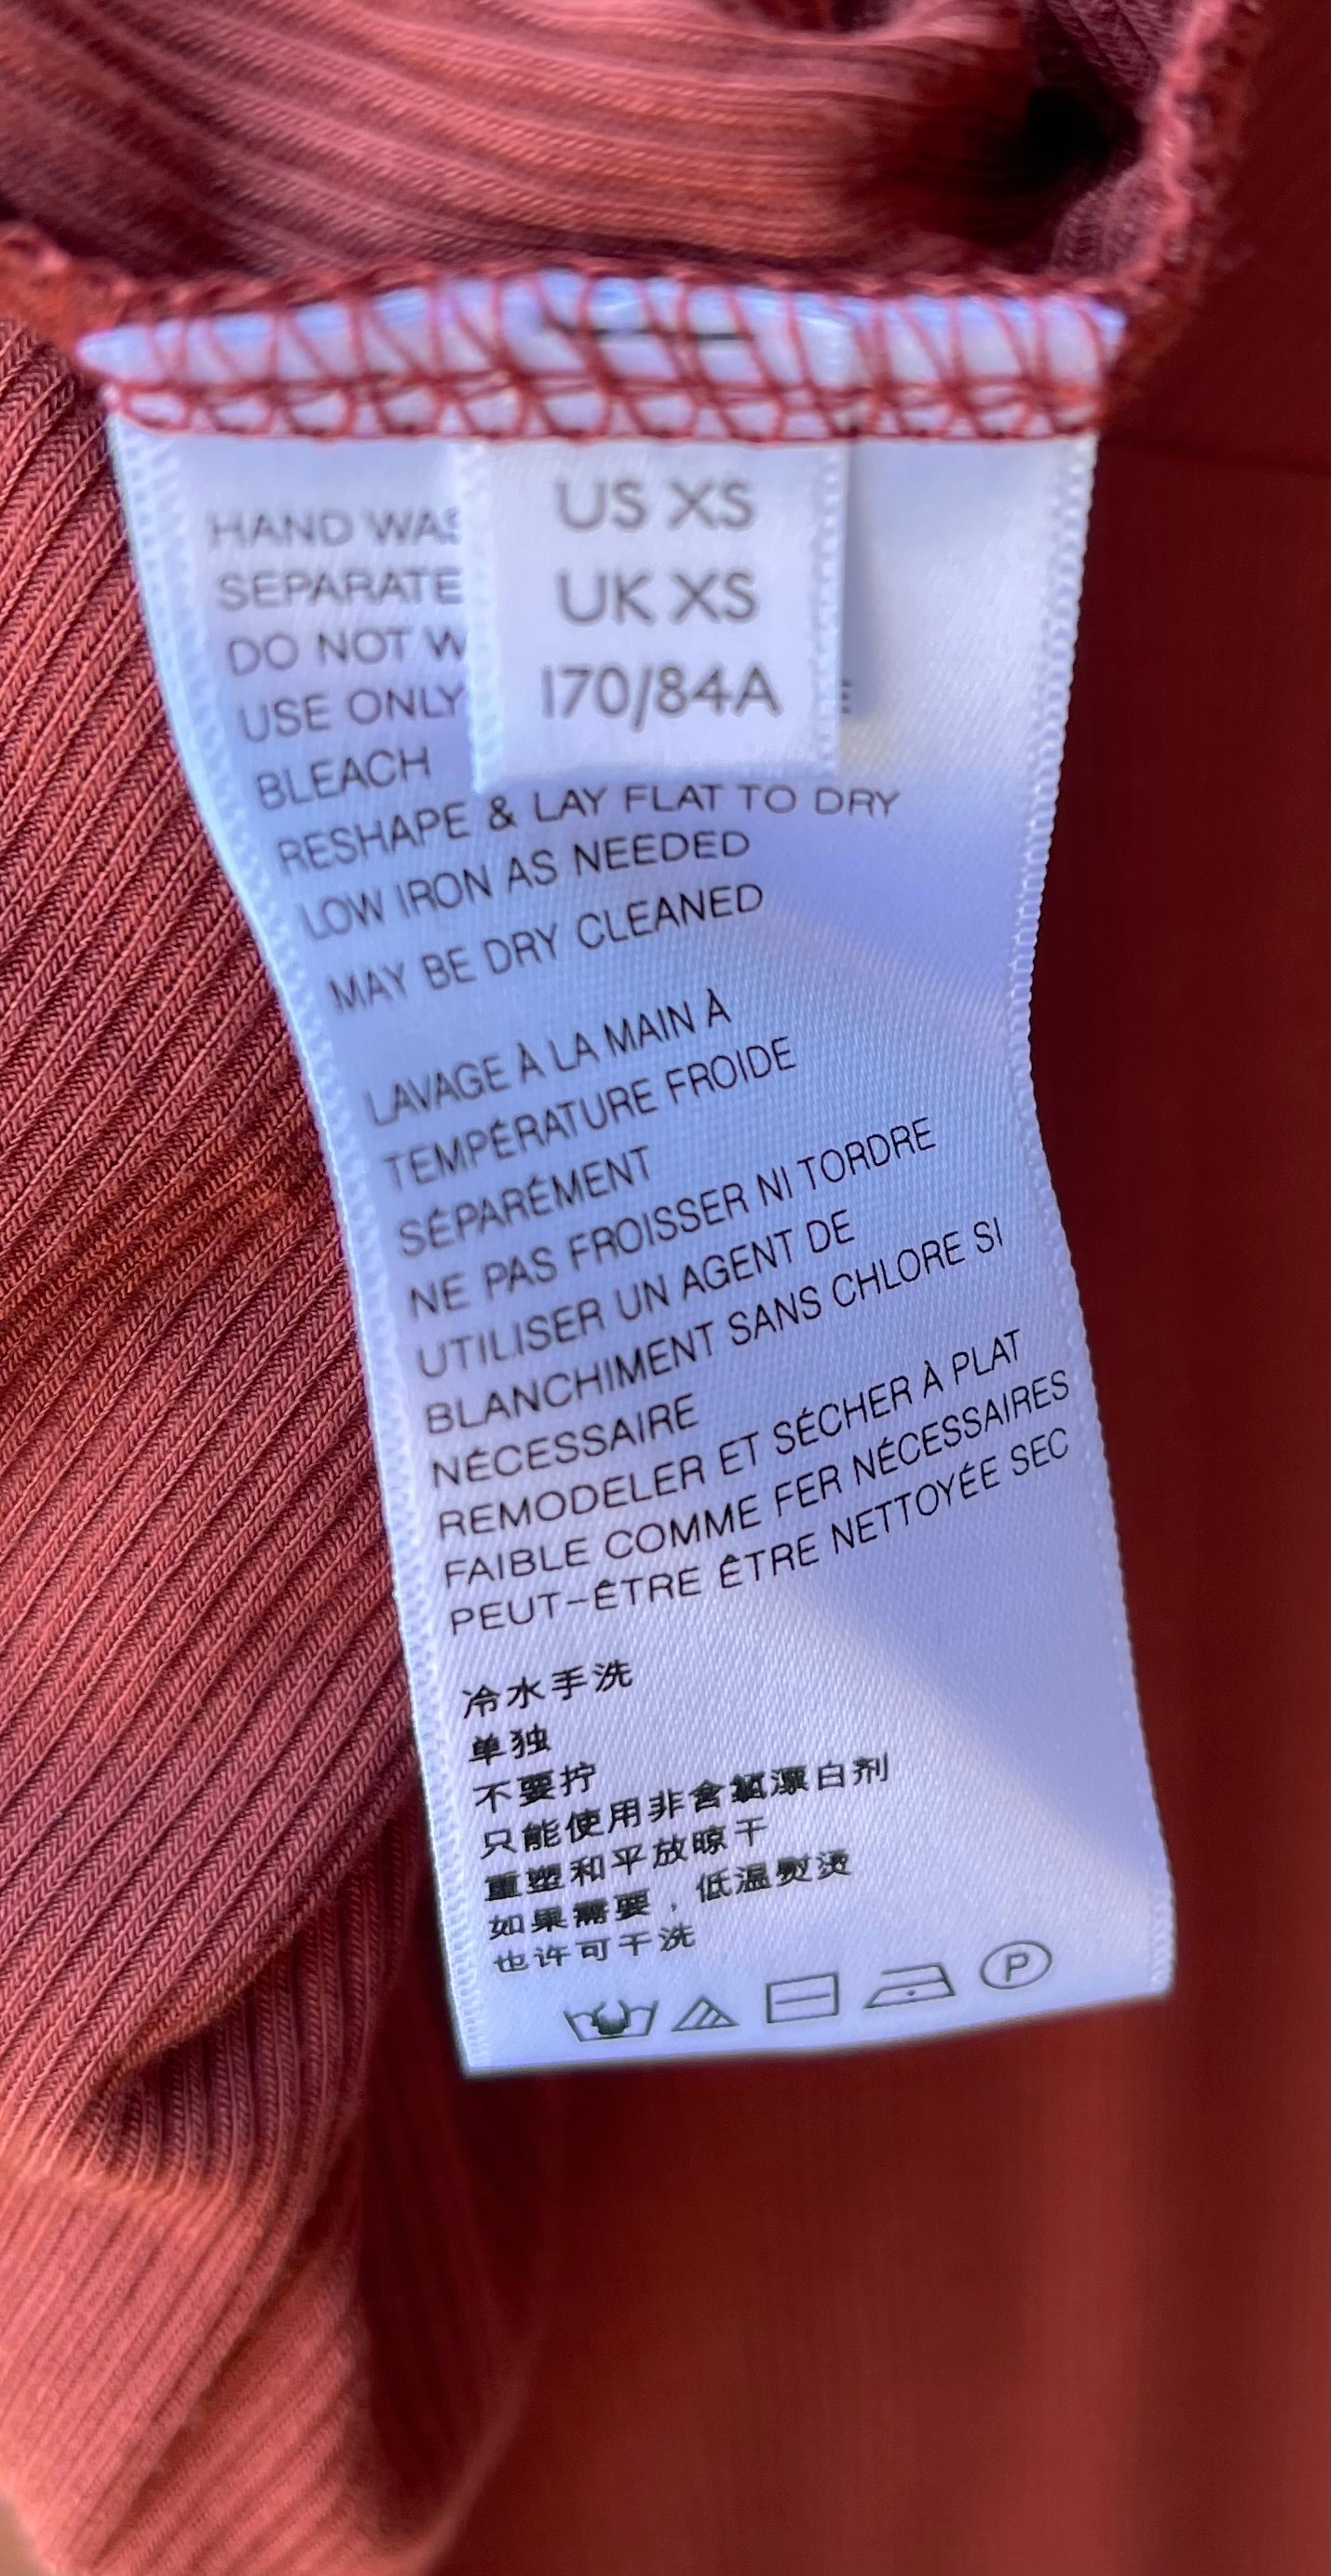 US XS
UK XS
170/84A
HAND
SEPARATE
DO NOT
USE ONLY
BLEACH
RESHAPE & LAY FLAT TO DRY
LOW IRON AS NEEDED
MAY BE DRY CLEANED
LAVAGE À LA MAIN À
TEMPÉRATURE FROIDE
SÉPARÉMENT
NE PAS FROISSER NI TORDRE
UTILISER UN AGENT DE
BLANCHIMENT SANS CHLORE SI
NÉCESSAIRE
REMODELER ET SÉCHER À PLAT
FAIBLE COMME FER NÉCESSAIRES
PEUT-ÊTRE ÊTRE NETTOYÉE SEC
冷水手洗
单独
不要拧
只能使用非含氯漂白剂
重塑和平放晾干
如果需要，低温熨烫
也许可干洗
P